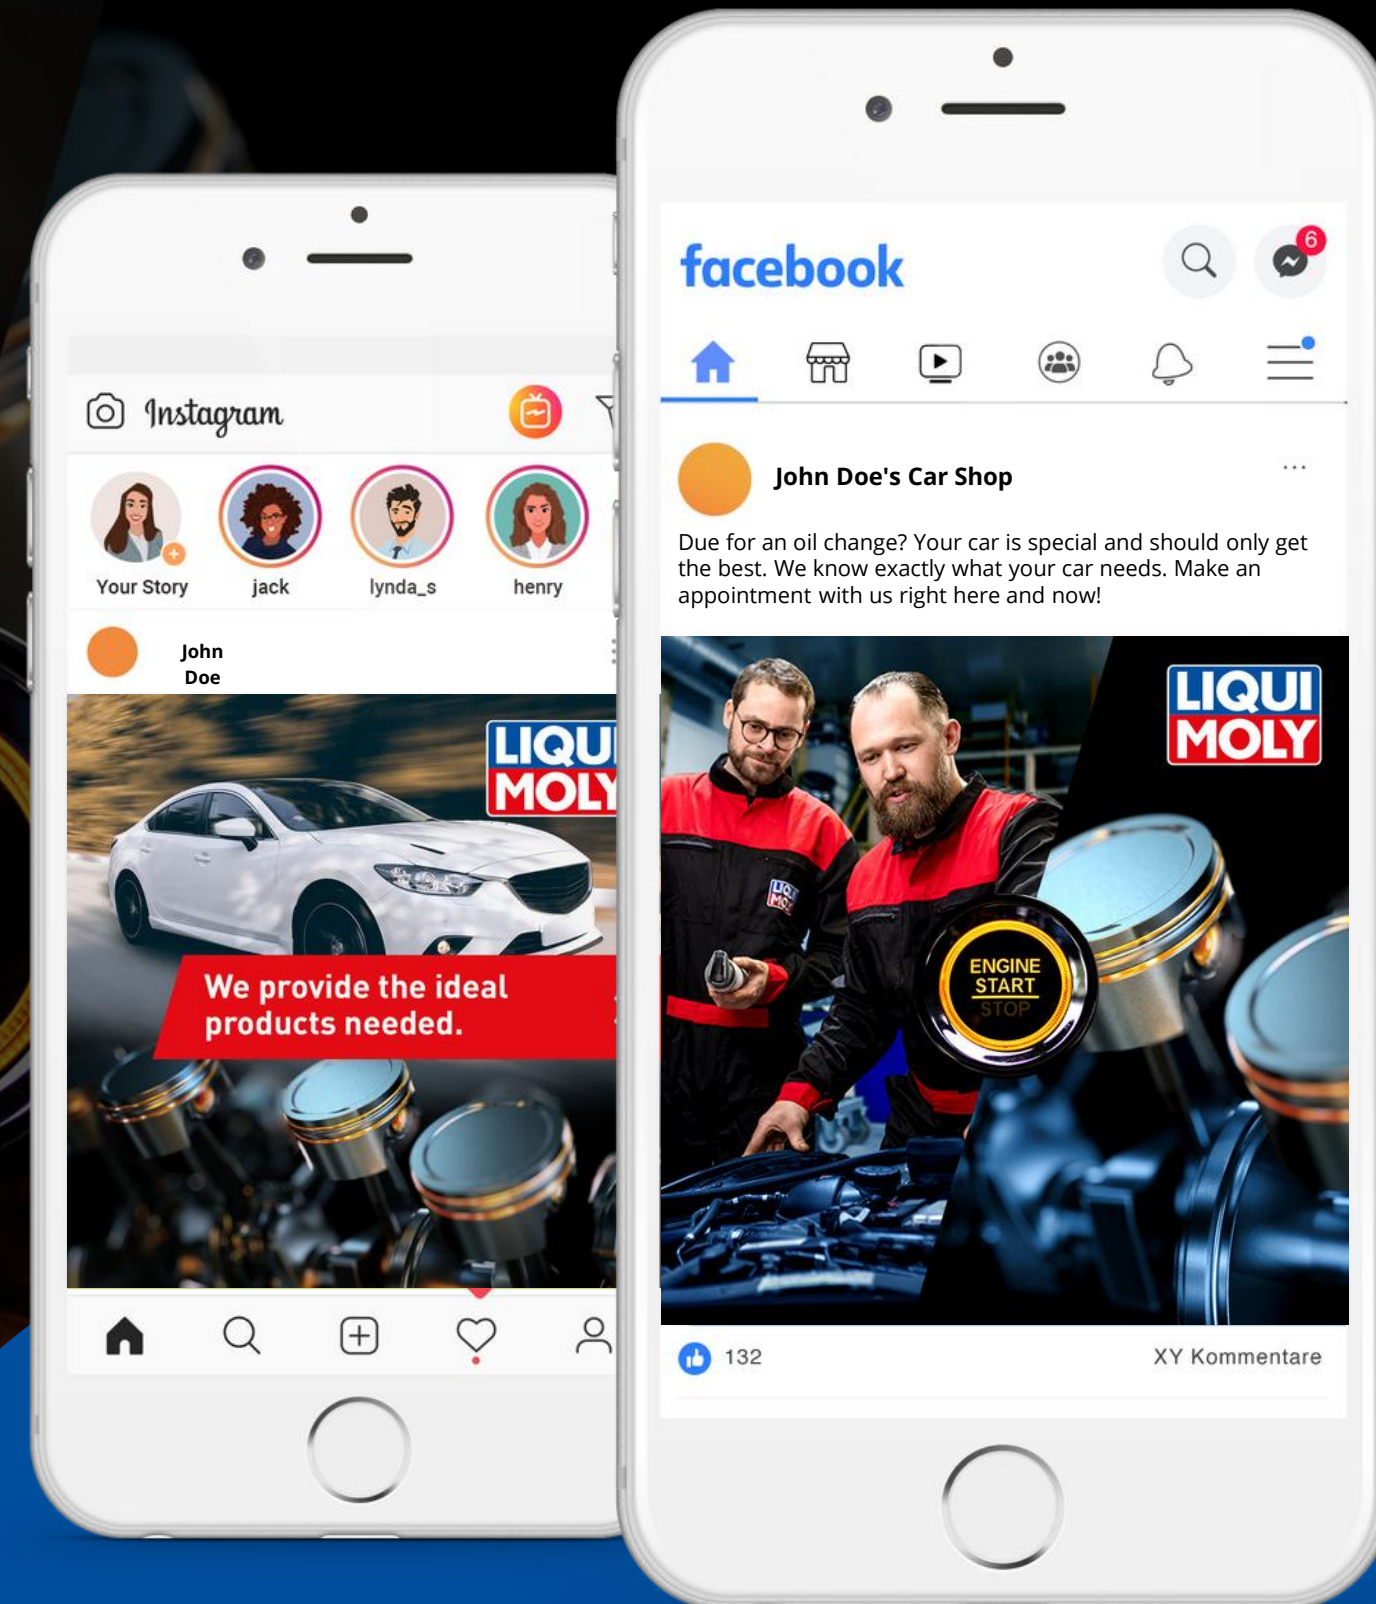 Instagram
Your Story
jack
lynda_s
henry
John
Doe
LIQUI
MOLY
We provide the ideal
products needed.
facebook
6
John Doe's Car Shop
...
Due for an oil change? Your car is special and should only get
the best. We know exactly what your car needs. Make an
appointment with us right here and now!
LIQUI
MOLY
LIQUI
MOLY
ENGINE
START
STOP
132
XY Kommentare